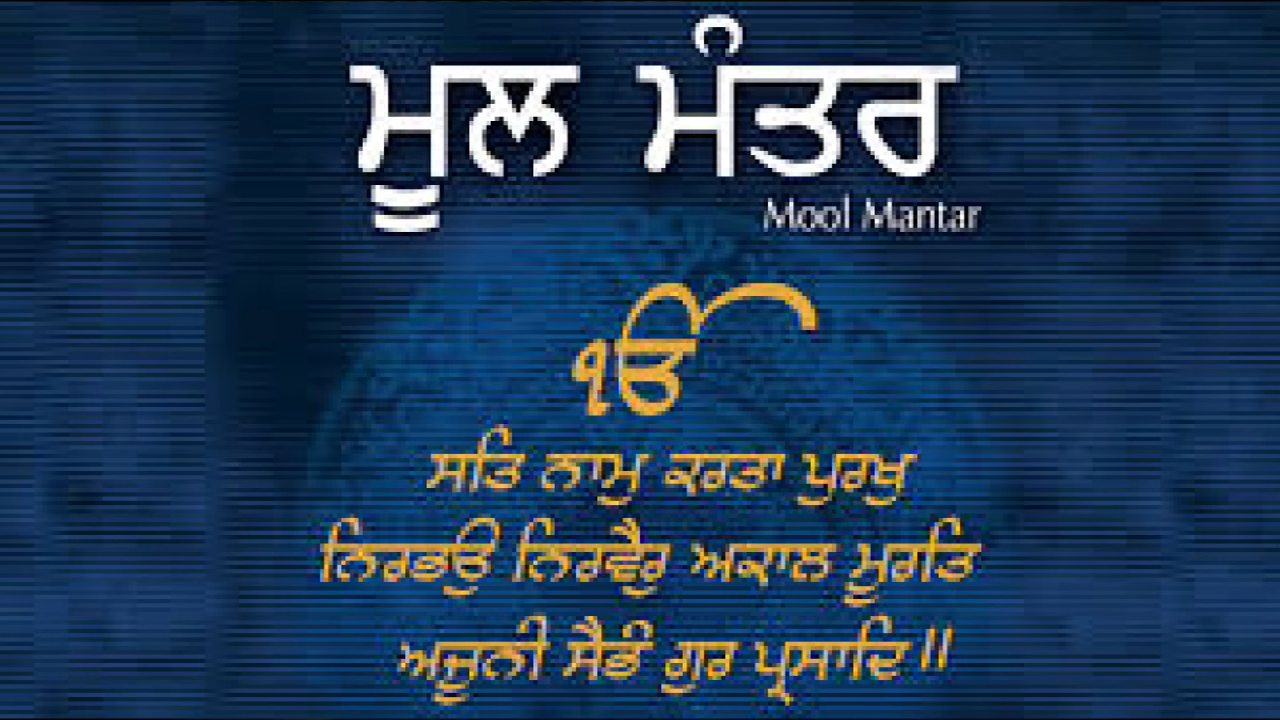 ਮੂਲ ਮੰਤਰ
Mool Mantar
ੴ
ਸਤਿ ਨਾਮੁ ਕਰਤਾ ਪੁਰਖੁ
ਨਿਰਭਉ ਨਿਰਵੈਰੁ ਅਕਾਲ ਮੂਰਤਿ
ਅਜੂਨੀ ਸੈਭੰ ਗੁਰ ਪ੍ਰਸਾਦਿ ॥